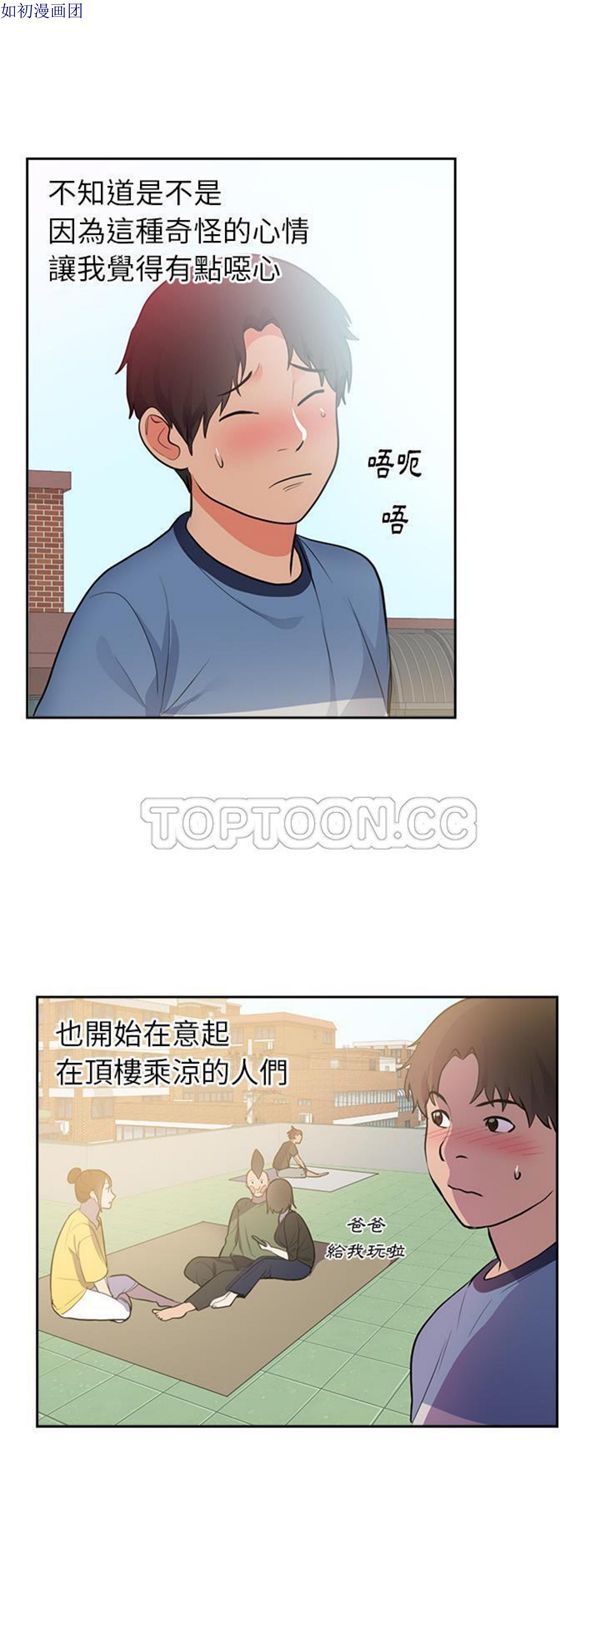 如初漫画团
不知道是不是
因為這種奇怪的心情
讓我覺得有點噁心
唔呃
唔
TOPTOON.CC
也開始在意起
在頂樓乘涼的人們
爸爸
給我玩啦